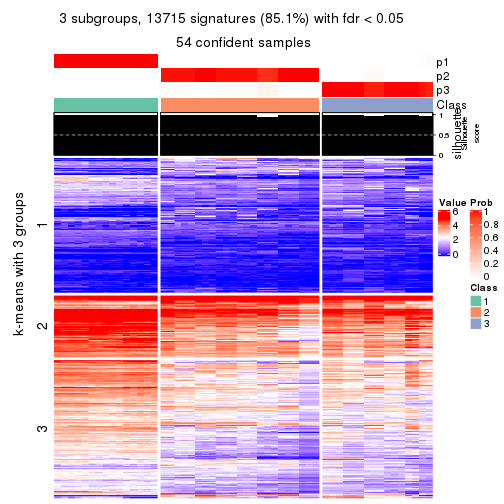 3 subgroups, 13715 signatures (85.1%) with fdr < 0.05
54 confident samples
p1
p2
p3
Class
silhouette
Silhouette
score
1
0.5
0
k-means with 3 groups
1
2
3
Value
6
4
2
0
Prob
1
0.8
0.6
0.4
0.2
0
Class
1
2
3